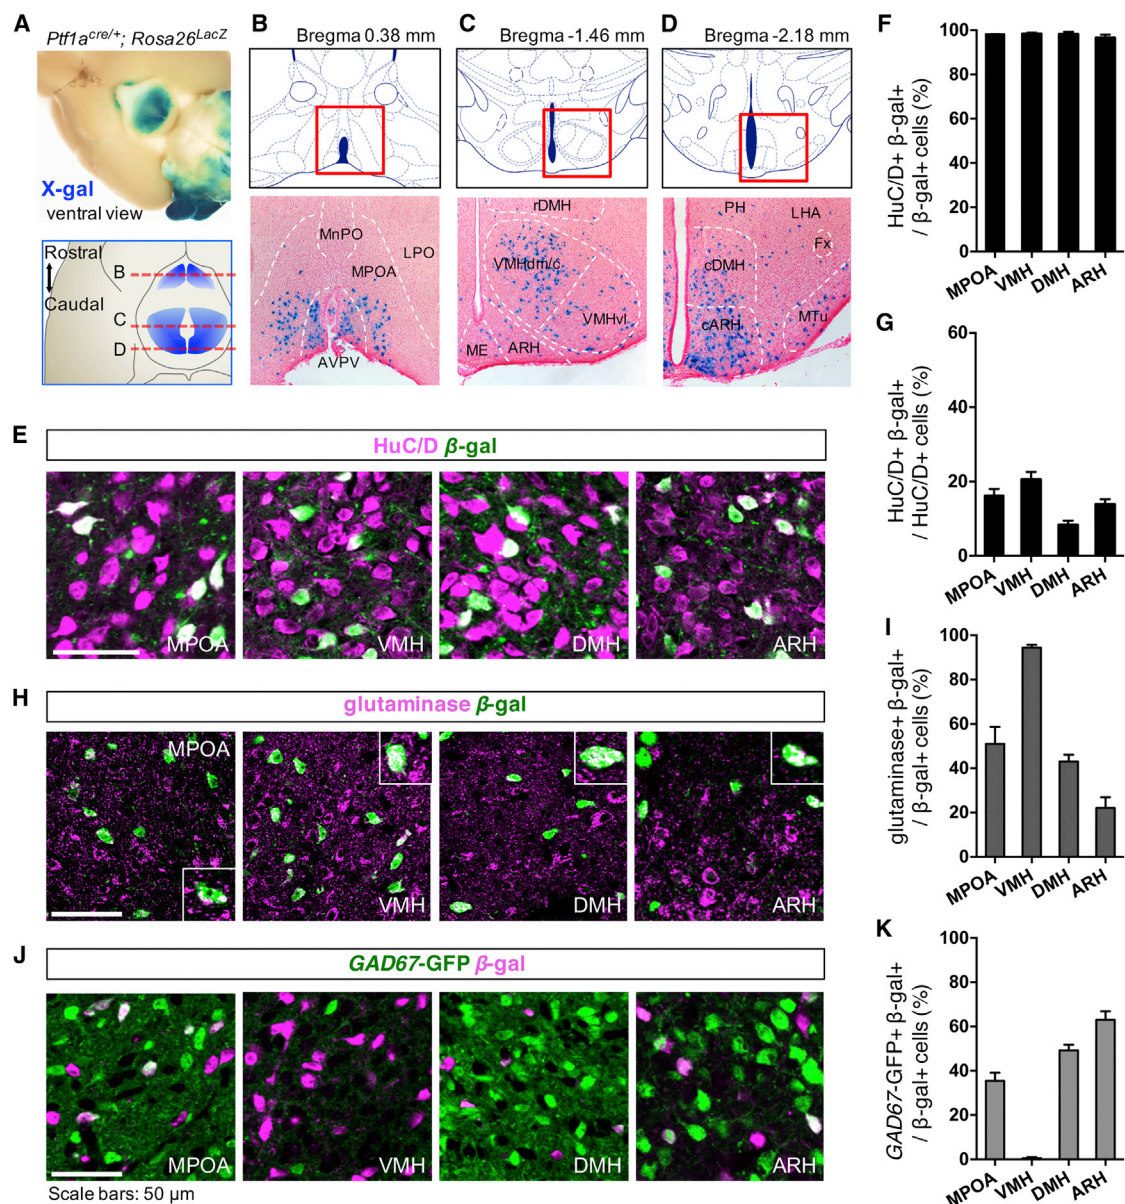 A
Ptf1a^cre/+; Rosa26^LacZ
X-gal
ventral view
Rostral
Caudal
B
C
D
B
Bregma 0.38 mm
MnPO
LPO
MPOA
AVPV
C
Bregma -1.46 mm
rDMH
VMHdm/c
VMHvl
ME
ARH
D
Bregma -2.18 mm
PH
LHA
Fx
cDMH
cARH
MTu
E
HuC/D β-gal
MPOA
VMH
DMH
ARH
F
HuC/D+ β-gal+
/ β-gal+ cells (%)
100
80
60
40
20
0
MPOA
VMH
DMH
ARH
G
HuC/D+ β-gal+
/ HuC/D+ cells (%)
60
40
20
0
MPOA
VMH
DMH
ARH
H
glutaminase β-gal
MPOA
VMH
DMH
ARH
I
glutaminase+ β-gal+
/ β-gal+ cells (%)
100
80
60
40
20
0
MPOA
VMH
DMH
ARH
J
GAD67-GFP β-gal
MPOA
VMH
DMH
ARH
Scale bars: 50 µm
K
GAD67-GFP+ β-gal+
/ β-gal+ cells (%)
100
80
60
40
20
0
MPOA
VMH
DMH
ARH